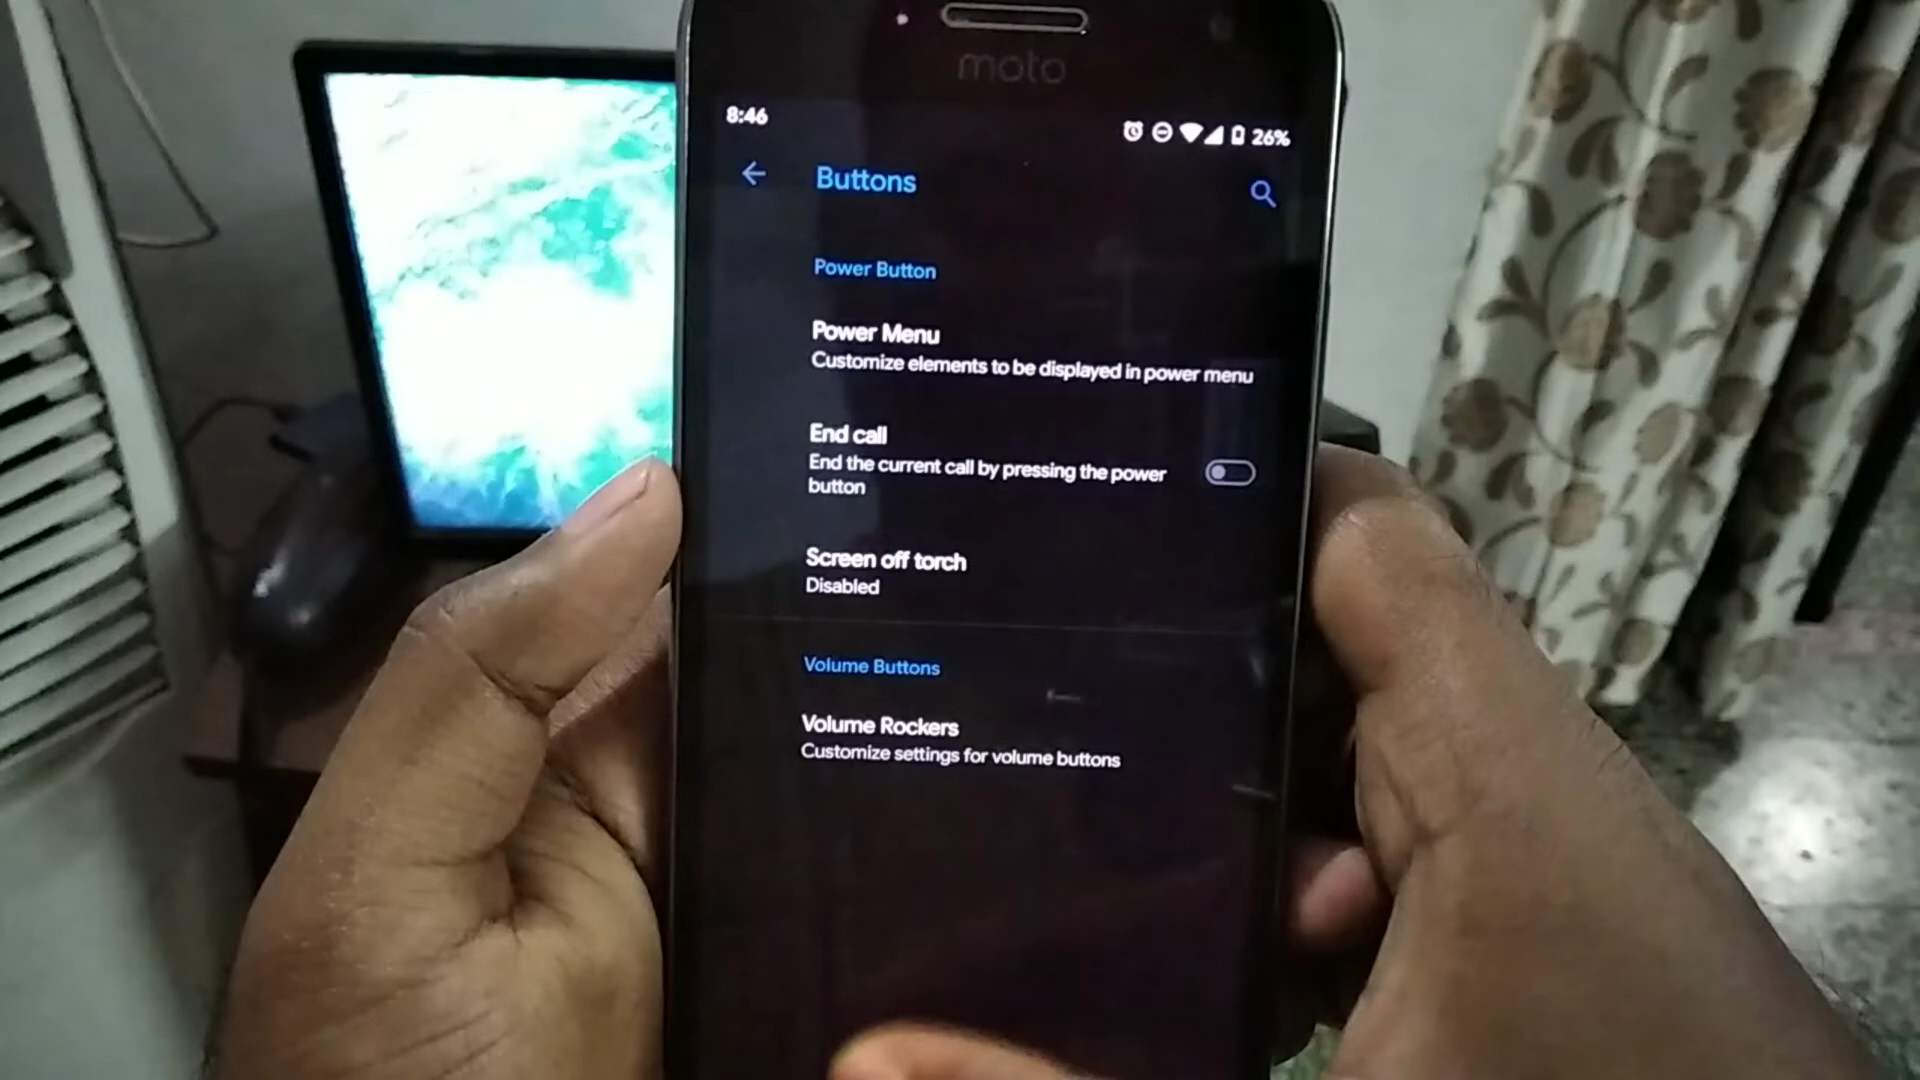 moto
8:46
26%
Buttons
Power Button
Power Menu
Customize elements to be displayed in power menu
End call
End the current call by pressing the power
button
Screen off torch
Disabled
Volume Buttons
Volume Rockers
Customize settings for volume buttons